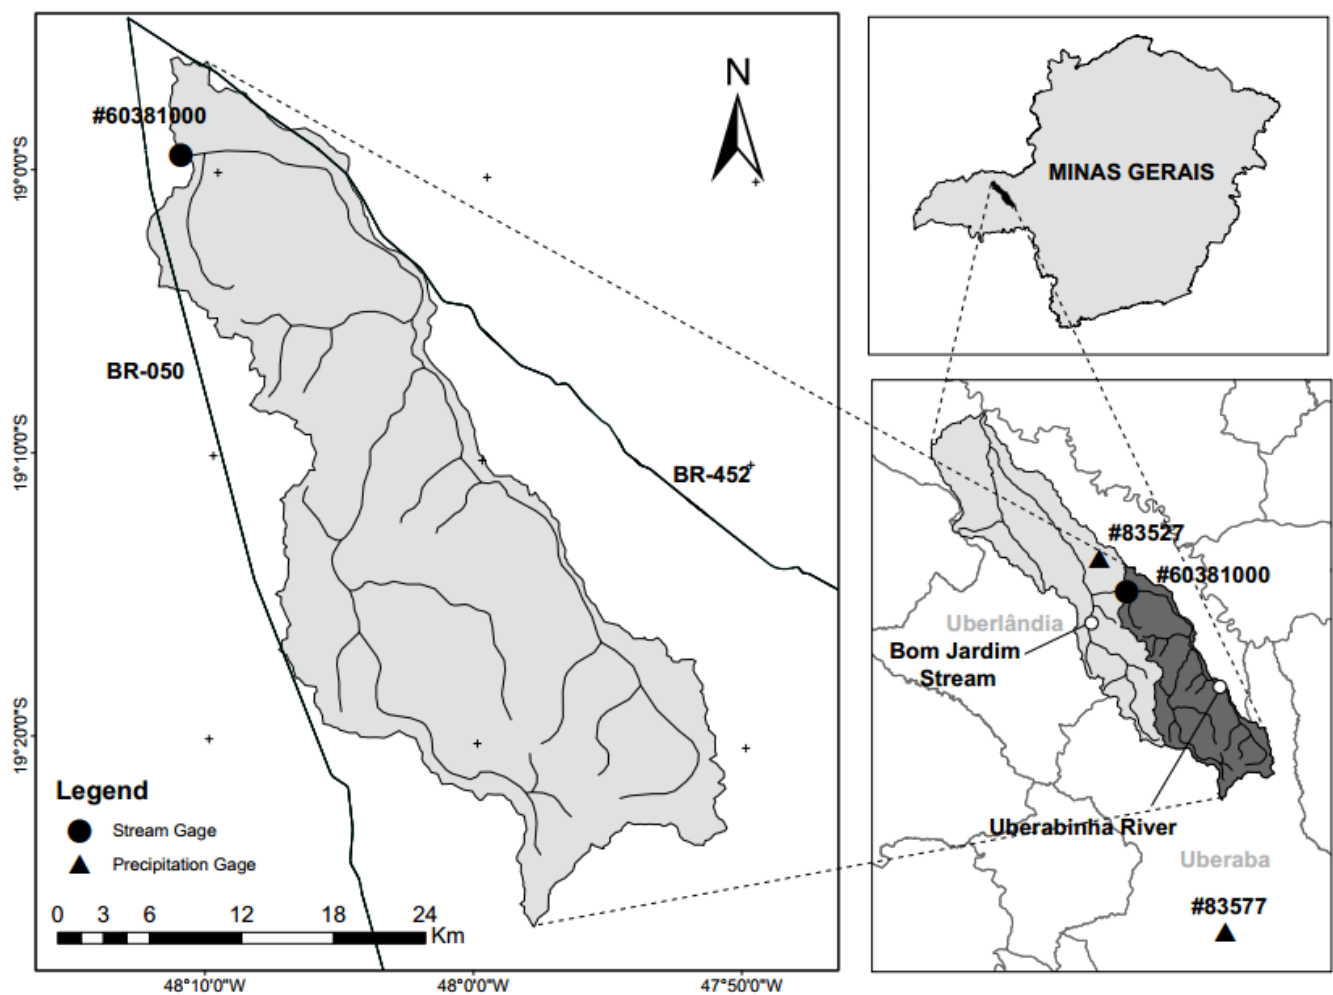 N
#60381000
19°0'0"S
BR-050
19°10'0"S
BR-452
19°20'0"S
Legend
Stream Gage
Precipitation Gage
0 3 6 12 18 24
Km
48°10'0"W 48°0'0"W 47°50'0"W
MINAS GERAIS
#83527
#60381000
Uberlândia
Bom Jardim
Stream
Uberabinha River
Uberaba
#83577